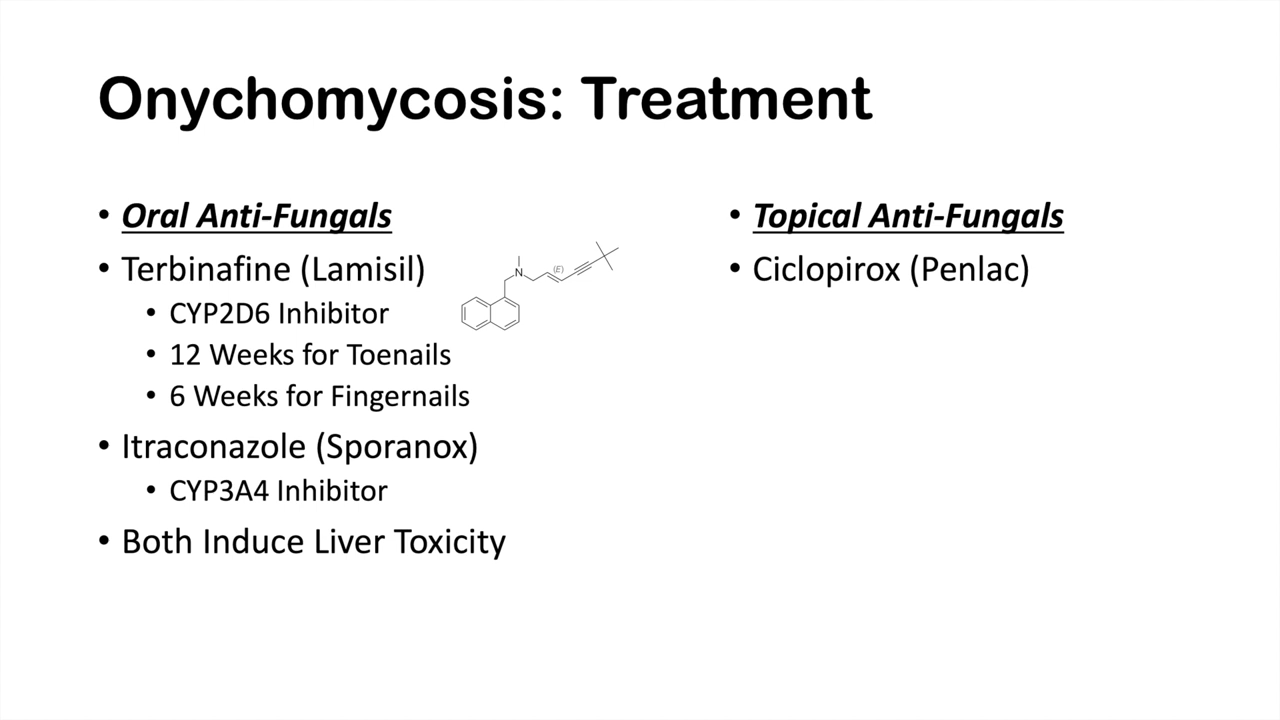 Onychomycosis: Treatment
• Oral Anti-Fungals
• Terbinafine (Lamisil)
• CYP2D6 Inhibitor
• 12 Weeks for Toenails
• 6 Weeks for Fingernails
• Itraconazole (Sporanox)
• CYP3A4 Inhibitor
• Both Induce Liver Toxicity
N
(E)
• Topical Anti-Fungals
• Ciclopirox (Penlac)